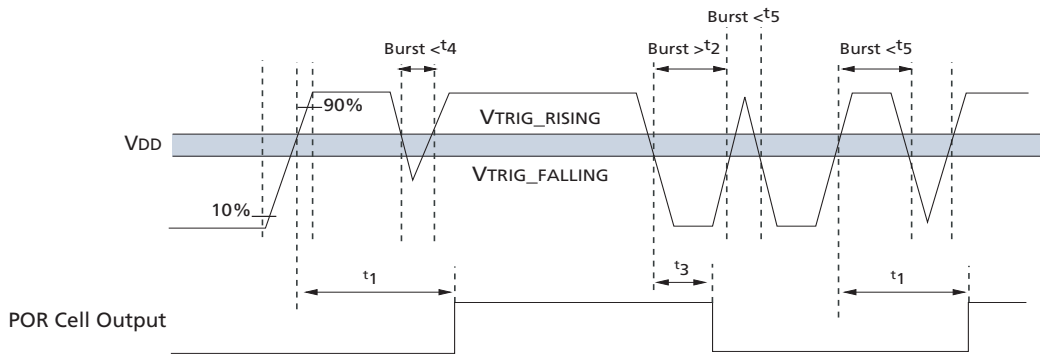 Burst <t5
Burst <t4
Burst >t2
Burst <t5
90%
VTRIG_RISING
VDD
VTRIG_FALLING
10%
t1
t3
t1
POR Cell Output